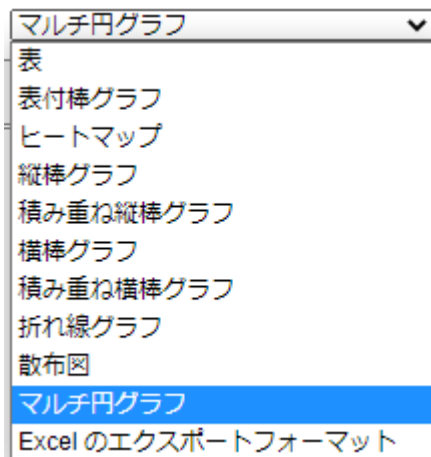 マルチ円グラフ
表
表付棒グラフ
ヒートマップ
縦棒グラフ
積み重ね縦棒グラフ
横棒グラフ
積み重ね横棒グラフ
折れ線グラフ
散布図
マルチ円グラフ
Excel のエクスポートフォーマット